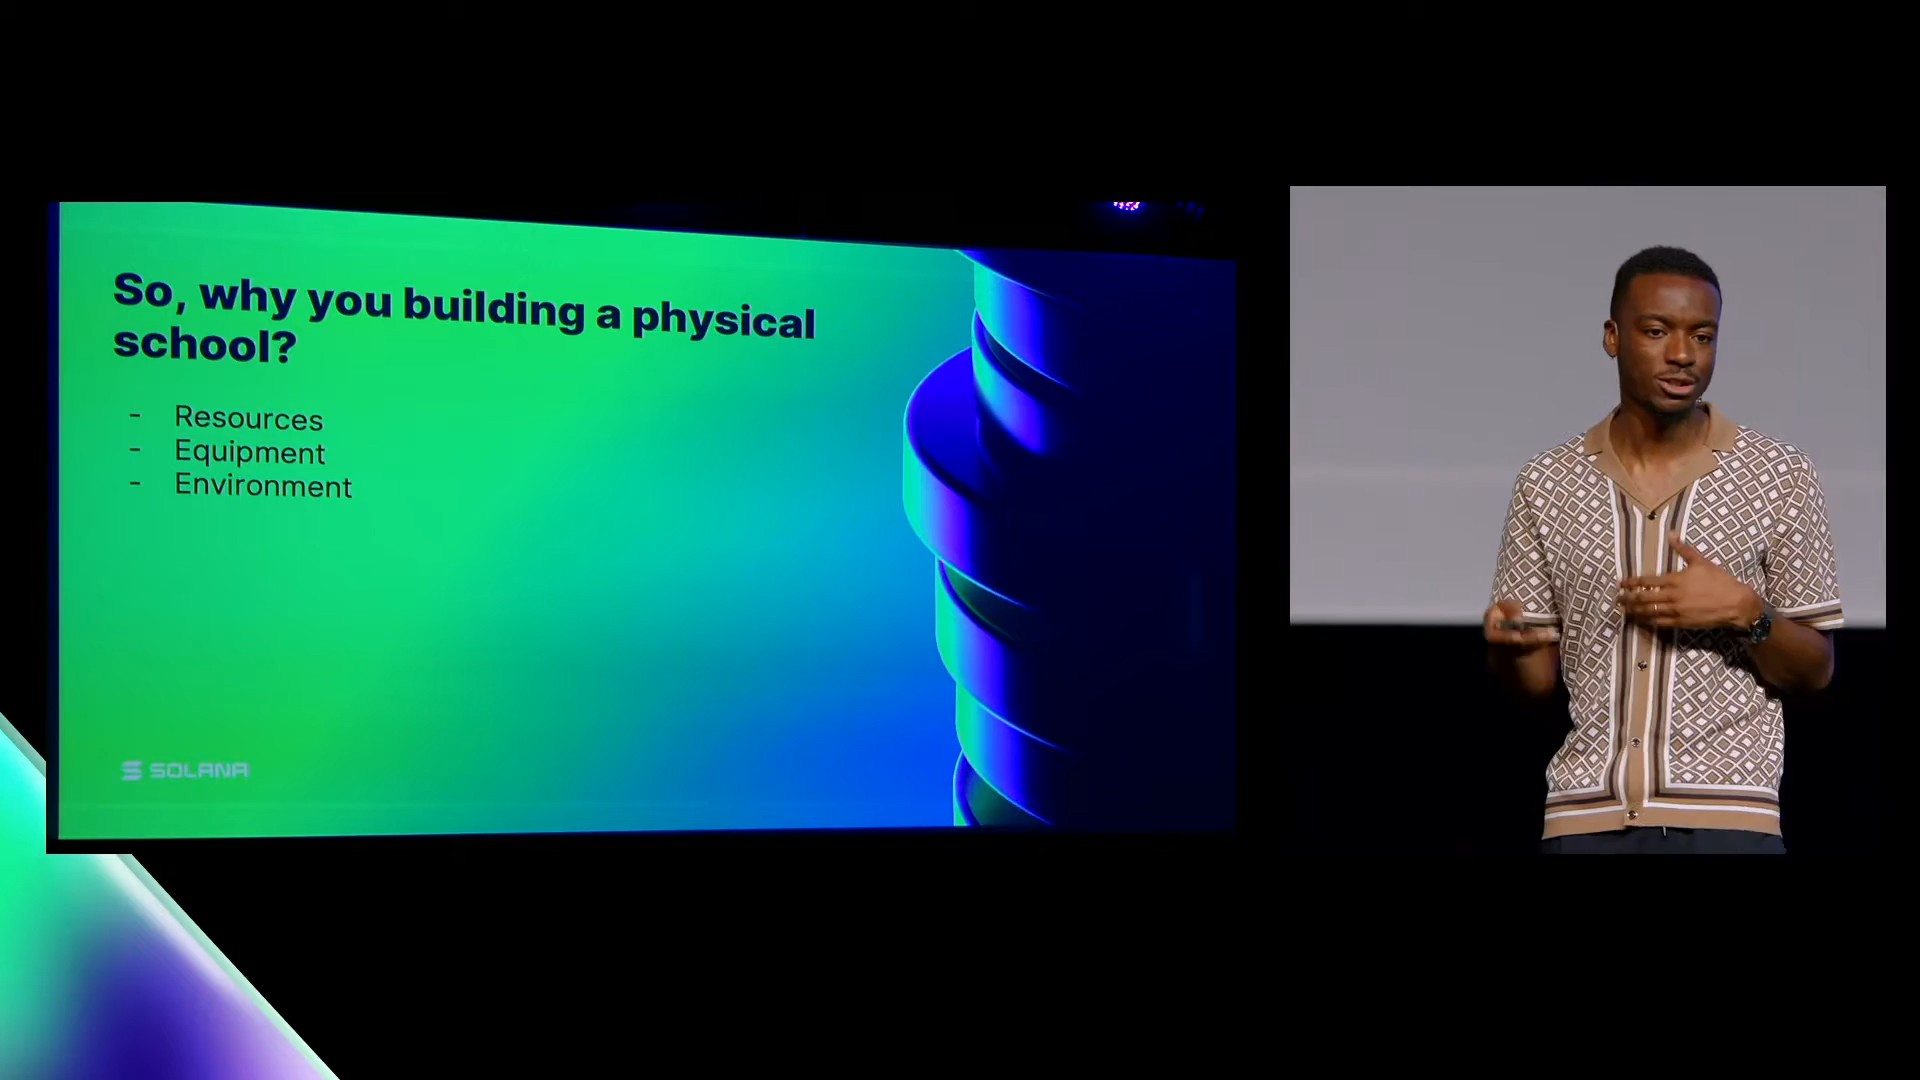 So, why you building a physical
school?
- Resources
- Equipment
- Environment
SOLANA